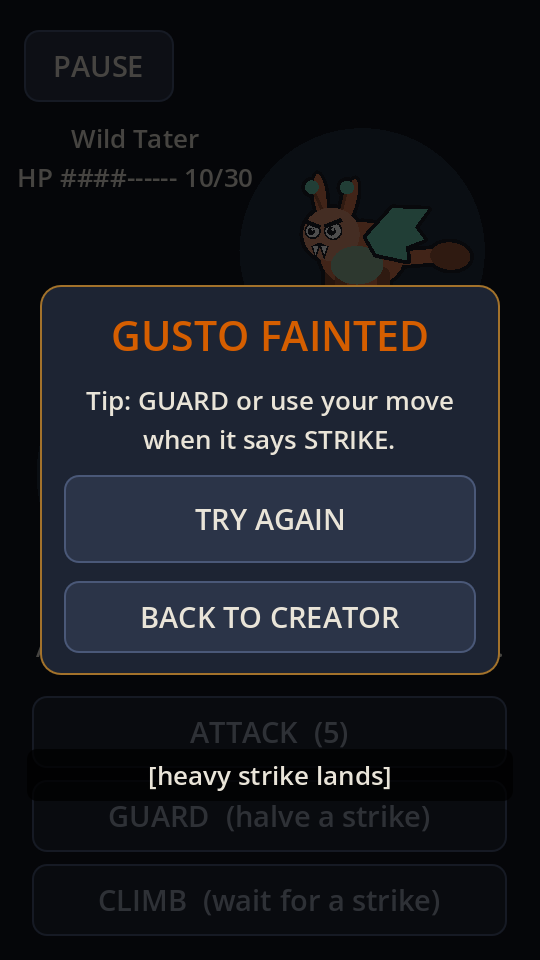 PAUSE
Wild Tater
HP ####------ 10/30
GUSTO FAINTED
Tip: GUARD or use your move
when it says STRIKE.
TRY AGAIN
BACK TO CREATOR
ATTACK (5)
[heavy strike lands]
GUARD (halve a strike)
CLIMB (wait for a strike)